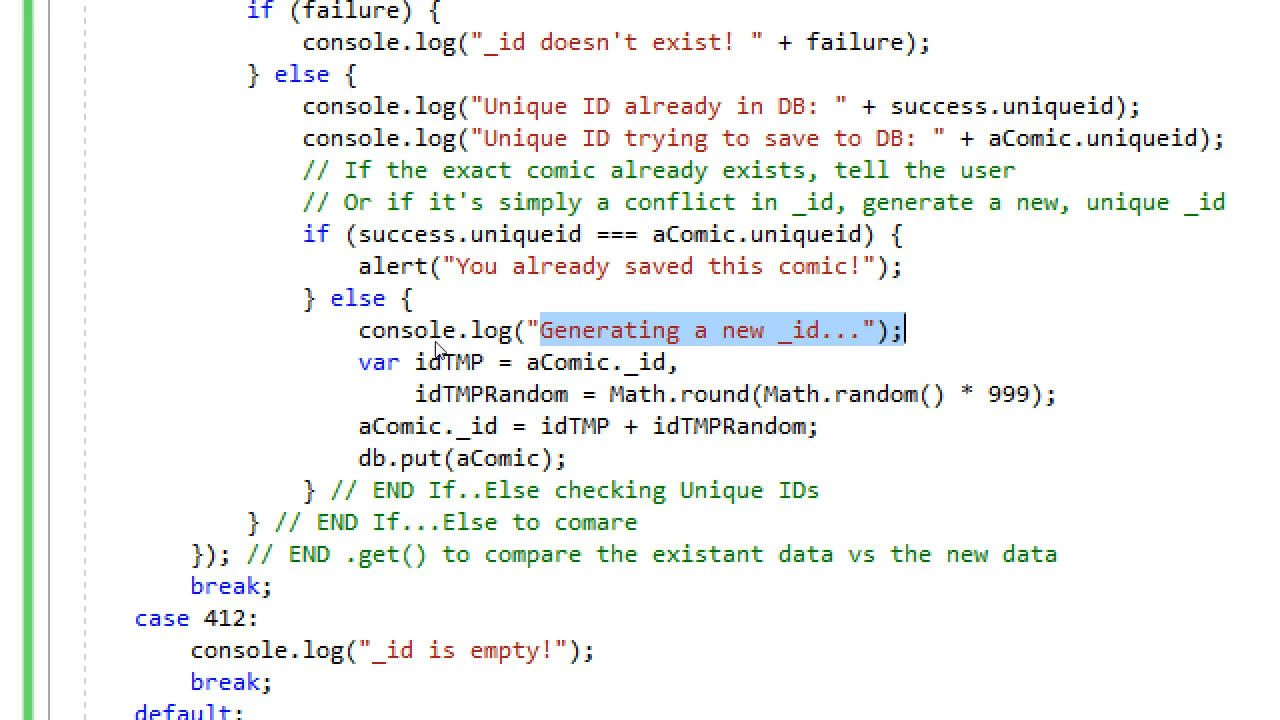 if (failure) {
console.log("_id doesn't exist! " + failure);
} else {
console.log("Unique ID already in DB: " + success.uniqueid);
console.log("Unique ID trying to save to DB: " + aComic.uniqueid);
// If the exact comic already exists, tell the user
// Or if it's simply a conflict in _id, generate a new, unique _id
if (success.uniqueid === aComic.uniqueid) {
alert("You already saved this comic!");
} else {
console.log("Generating a new _id...");
var idTMP = aComic._id,
idTMPRandom = Math.round(Math.random() * 999);
aComic._id = idTMP + idTMPRandom;
db.put(aComic);
} // END If..Else checking Unique IDs
} // END If...Else to comare
}); // END .get() to compare the existant data vs the new data
break;
case 412:
console.log("_id is empty!");
break;
default: